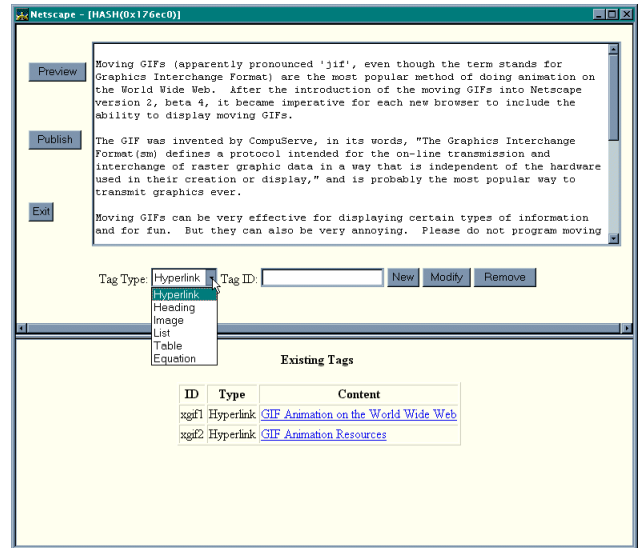 Netscape - [HASH(0x176ec0)]
Preview
Publish
Exit
Moving GIFs (apparently pronounced 'jif', even though the term stands for
Graphics Interchange Format) are the most popular method of doing animation on
the World Wide Web.  After the introduction of the moving GIFs into Netscape
version 2, beta 4, it became imperative for each new browser to include the
ability to display moving GIFs.
The GIF was invented by CompuServe, in its words, "The Graphics Interchange
Format(sm) defines a protocol intended for the on-line transmission and
interchange of raster graphic data in a way that is independent of the hardware
used in their creation or display," and is probably the most popular way to
transmit graphics ever.
Moving GIFs can be very effective for displaying certain types of information
and for fun.  But they can also be very annoying.  Please do not program moving
Tag Type: Hyperlink Tag ID: New Modify Remove
Hyperlink
Heading
Image
List
Table
Equation
Existing Tags
ID Type Content
xgif1 Hyperlink GIF Animation on the World Wide Web
xgif2 Hyperlink GIF Animation Resources